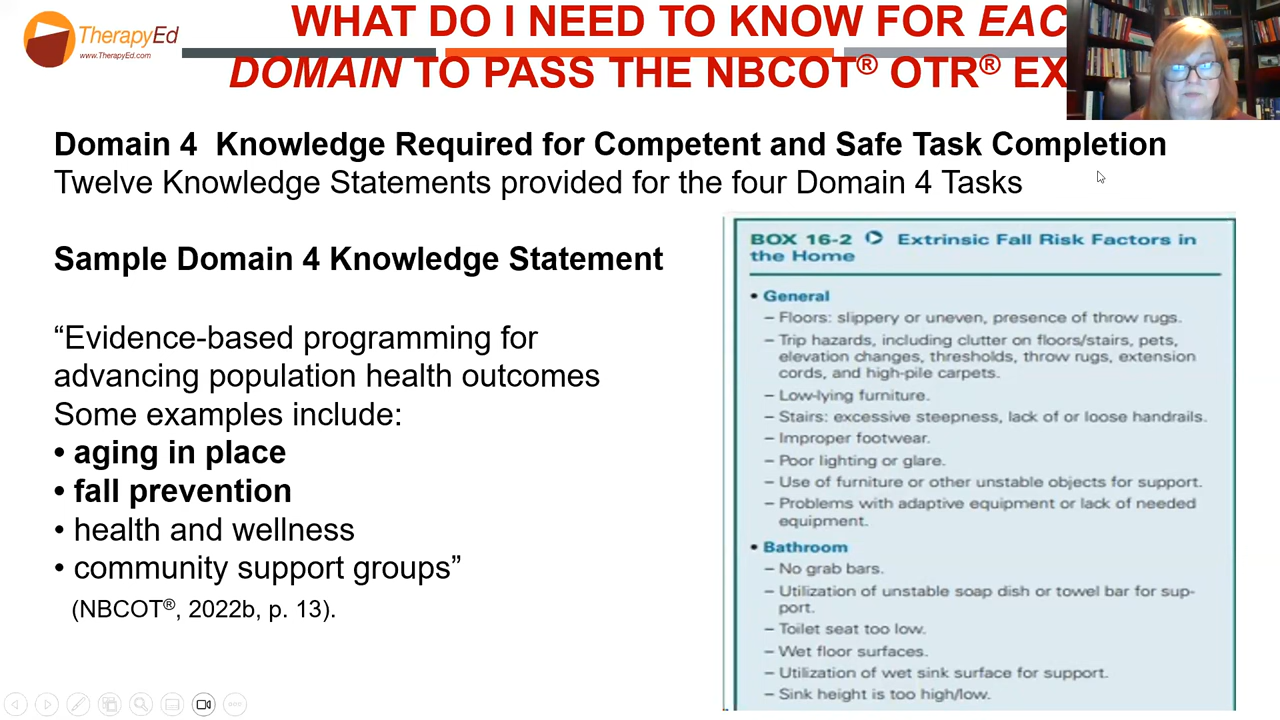 TherapyEd
www.TherapyEd.com
WHAT DO I NEED TO KNOW FOR EAC
DOMAIN TO PASS THE NBCOT® OTR® EX
Domain 4 Knowledge Required for Competent and Safe Task Completion
Twelve Knowledge Statements provided for the four Domain 4 Tasks
Sample Domain 4 Knowledge Statement
“Evidence-based programming for
advancing population health outcomes
Some examples include:
• aging in place
• fall prevention
• health and wellness
• community support groups”
(NBCOT®, 2022b, p. 13).
BOX 16-2 Extrinsic Fall Risk Factors in
the Home
• General
– Floors: slippery or uneven, presence of throw rugs.
– Trip hazards, including clutter on floors/stairs, pets,
elevation changes, thresholds, throw rugs, extension
cords, and high-pile carpets.
– Low-lying furniture.
– Stairs: excessive steepness, lack of or loose handrails.
– Improper footwear.
– Poor lighting or glare.
– Use of furniture or other unstable objects for support.
– Problems with adaptive equipment or lack of needed
equipment.
• Bathroom
– No grab bars.
– Utilization of unstable soap dish or towel bar for sup-
port.
– Toilet seat too low.
– Wet floor surfaces.
– Utilization of wet sink surface for support.
– Sink height is too high/low.